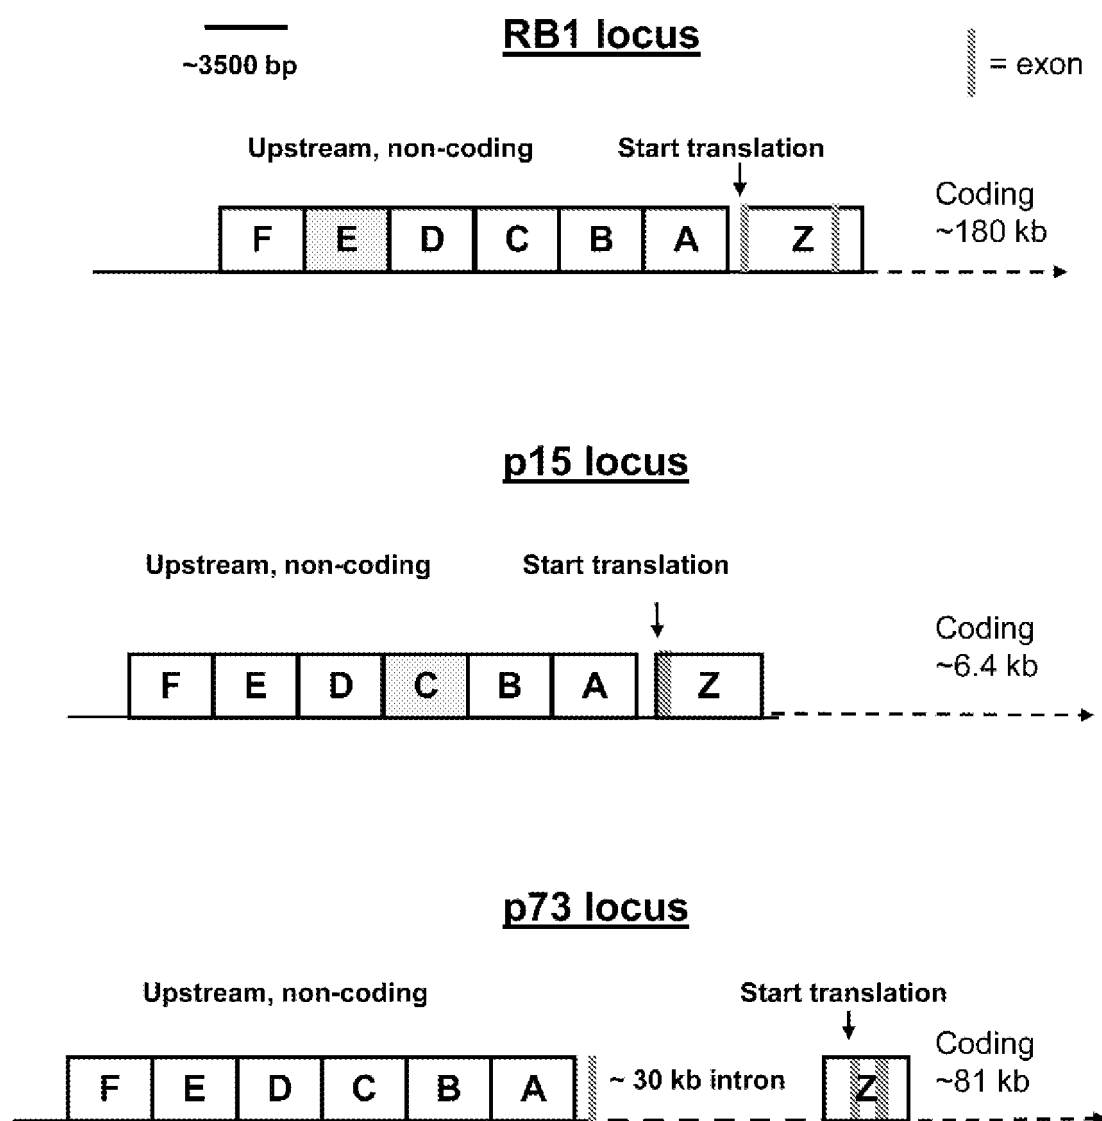 RB1 locus
~3500 bp
= exon
Upstream, non-coding
Start translation
Coding
~180 kb
F E D C B A Z
p15 locus
Upstream, non-coding
Start translation
Coding
~6.4 kb
F E D C B A Z
p73 locus
Upstream, non-coding
Start translation
Coding
~81 kb
F E D C B A ~ 30 kb intron Z